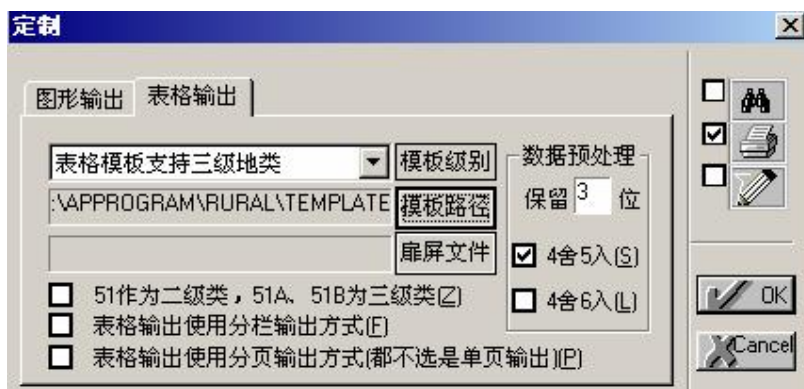 定制
图形输出
表格输出
表格模板支持三级地类
模板级别
:\APPROGRAM\RURAL\TEMPLATE
模板路径
扉屏文件
数据预处理
保留 3 位
4舍5入(S)
4舍6入(L)
51作为二级类，51A、51B为三级类(Z)
表格输出使用分栏输出方式(F)
表格输出使用分页输出方式(都不选是单页输出)(P)
OK
Cancel